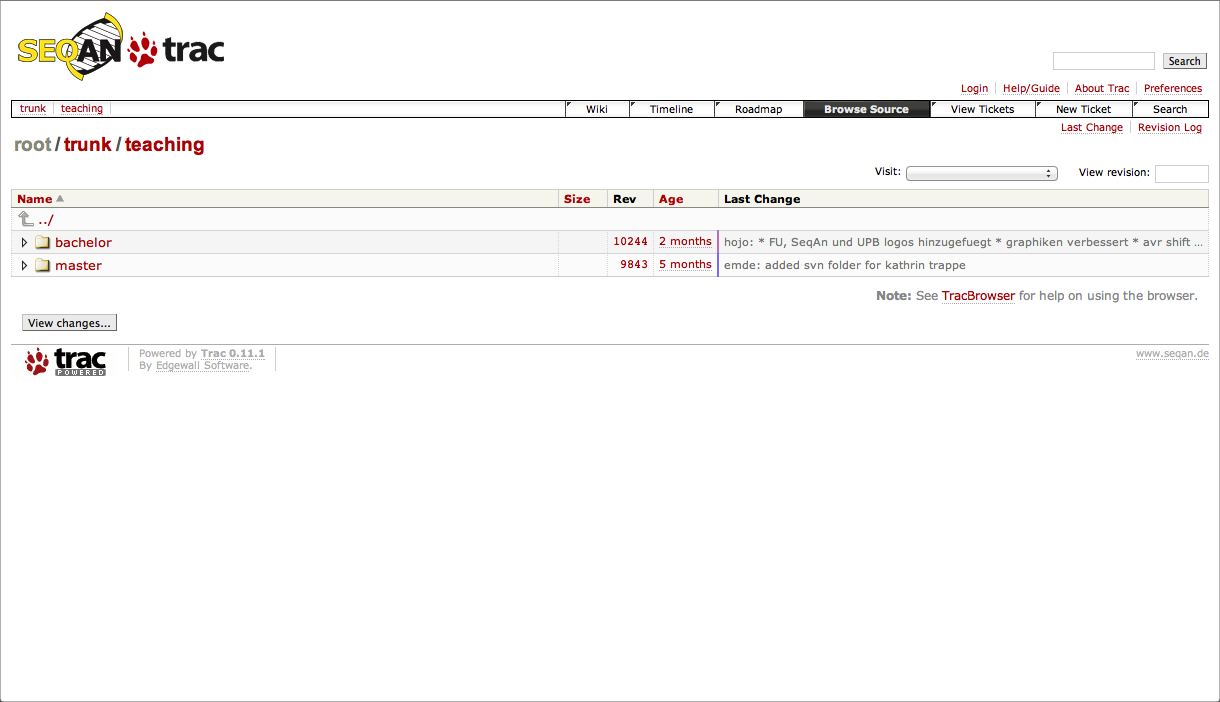 SEQAN trac
Search
Login Help/Guide About Trac Preferences
trunk teaching Wiki Timeline Roadmap Browse Source View Tickets New Ticket Search
Last Change Revision Log
root / trunk / teaching
Visit: View revision:
Name Size Rev Age Last Change
../
bachelor 10244 2 months hojo: * FU, SeqAn und UPB logos hinzugefuegt * graphiken verbessert * avr shift …
master 9843 5 months emde: added svn folder for kathrin trappe
Note: See TracBrowser for help on using the browser.
View changes...
trac POWERED
Powered by Trac 0.11.1
By Edgewall Software.
www.seqan.de